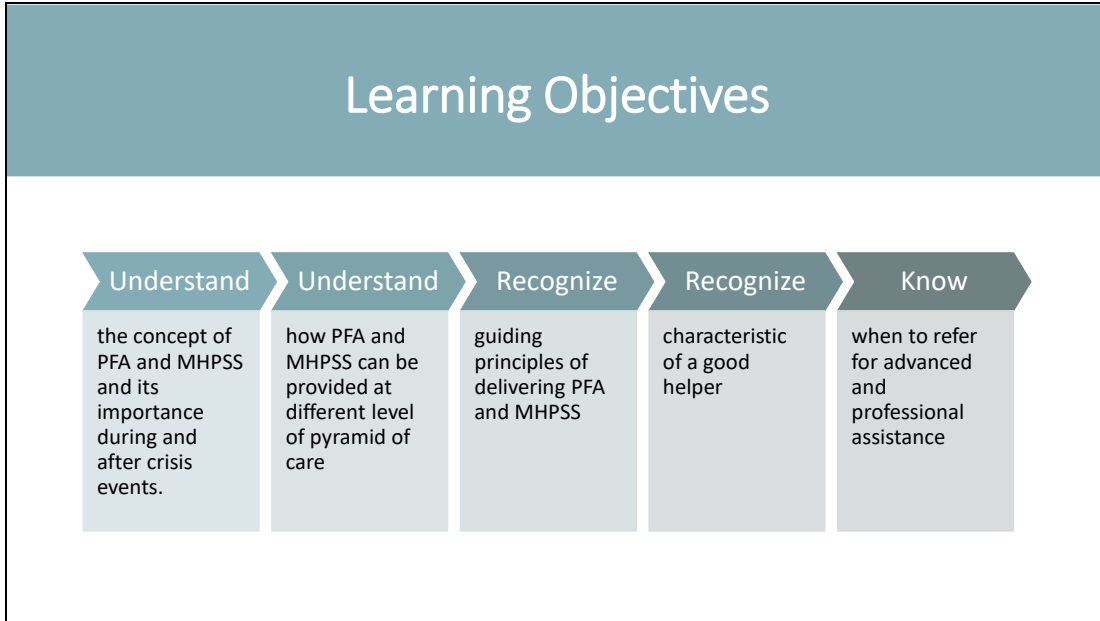 Learning Objectives
Understand
the concept of
PFA and MHPSS
and its
importance
during and
after crisis
events.
Understand
how PFA and
MHPSS can be
provided at
different level
of pyramid of
care
Recognize
guiding
principles of
delivering PFA
and MHPSS
Recognize
characteristic
of a good
helper
Know
when to refer
for advanced
and
professional
assistance